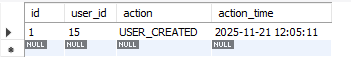 id user_id action action_time
1 15 USER_CREATED 2025-11-21 12:05:11
NULL NULL NULL NULL